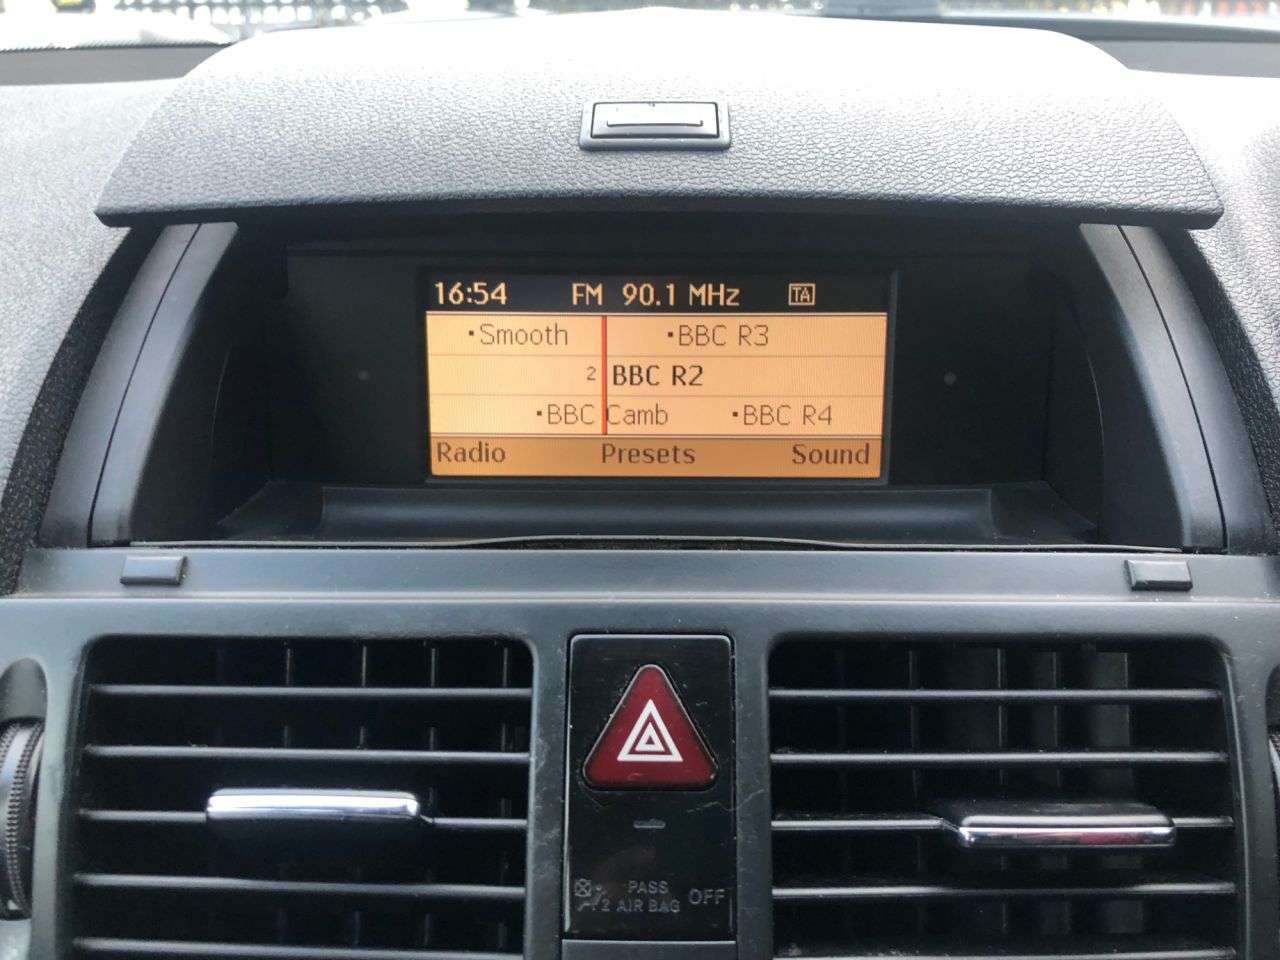 16:54 FM 90.1 MHz TA
·Smooth ·BBC R3
2 BBC R2
·BBC Camb ·BBC R4
Radio Presets Sound
PASS
2 AIR BAG OFF